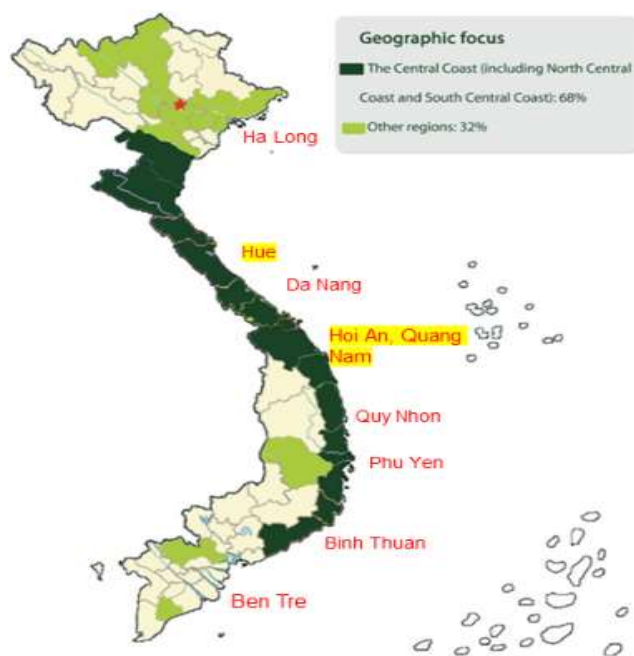 Geographic focus
The Central Coast (including North Central
Coast and South Central Coast): 68%
Other regions: 32%
Ha Long
Hue
Da Nang
Hoi An, Quang
Nam
Quy Nhon
Phu Yen
Binh Thuan
Ben Tre